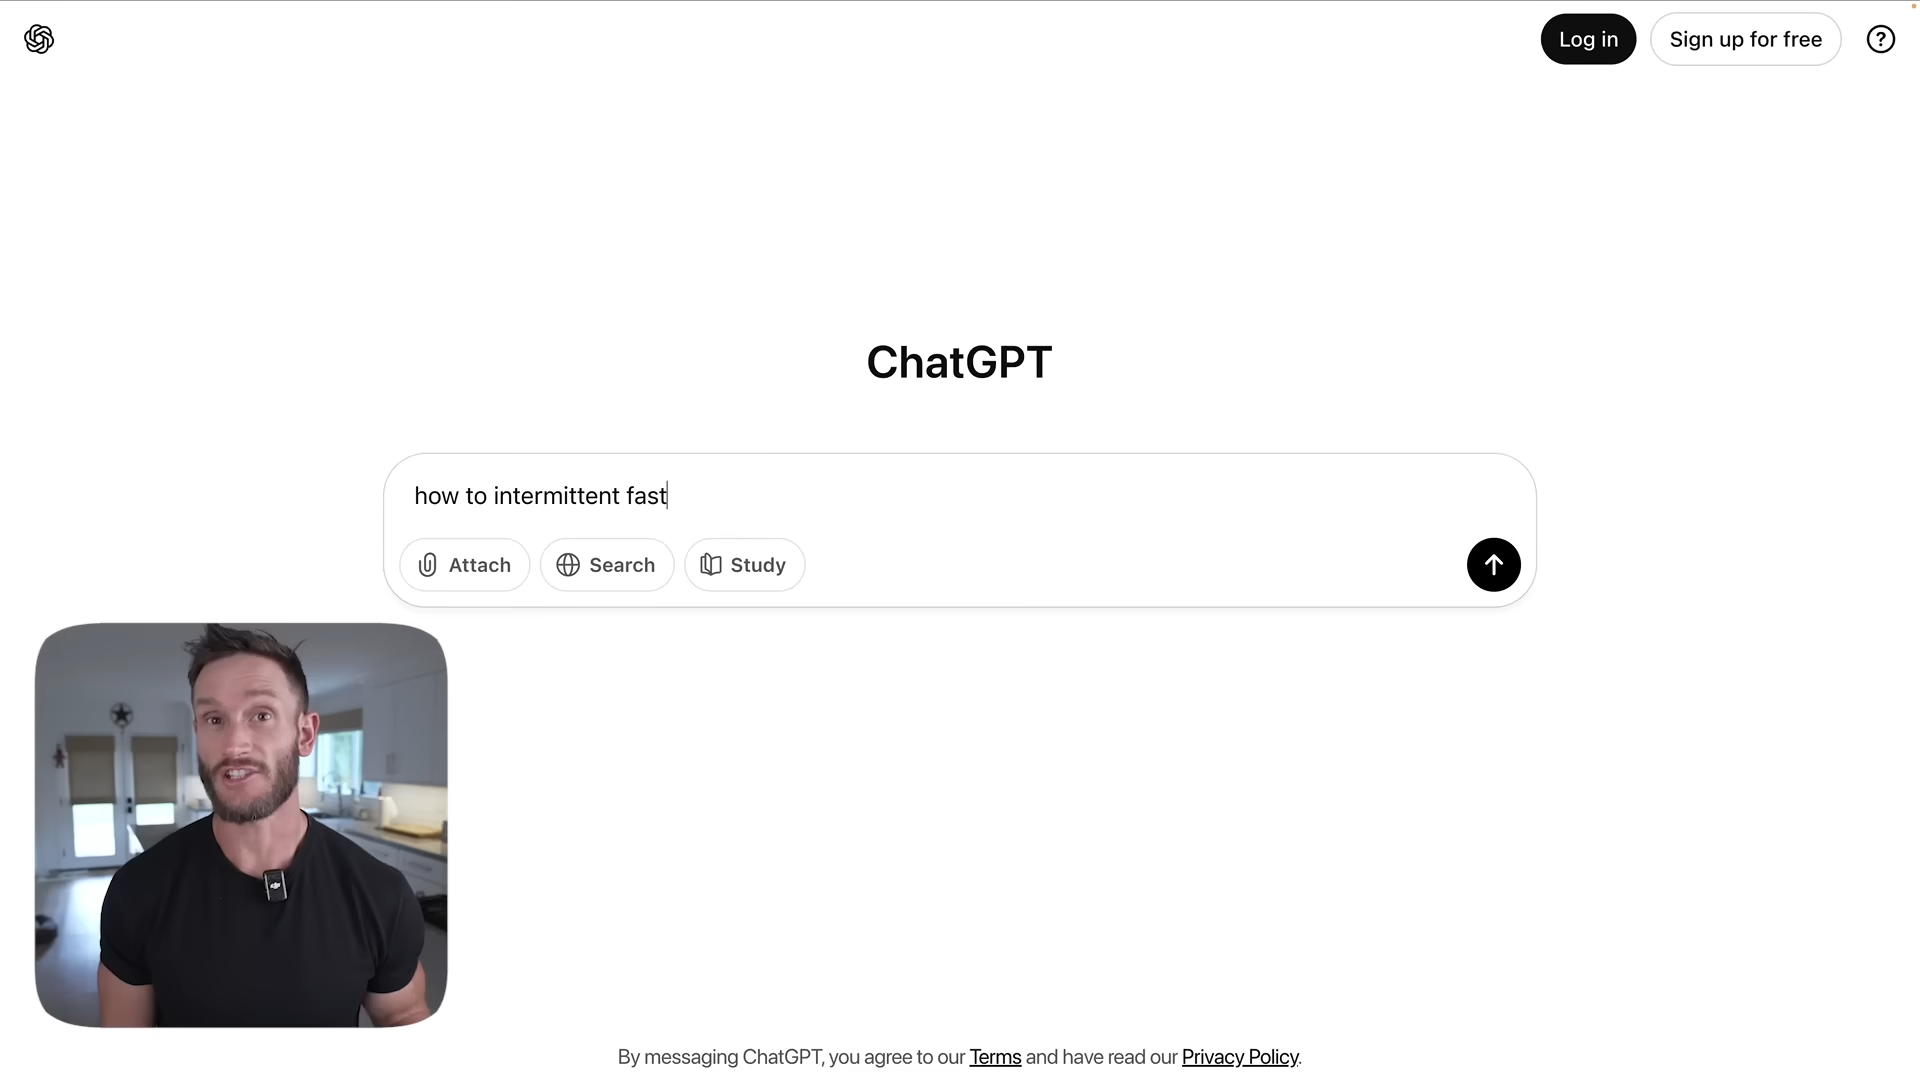 Log in
Sign up for free
?
ChatGPT
how to intermittent fast
Attach
Search
Study
By messaging ChatGPT, you agree to our Terms and have read our Privacy Policy.